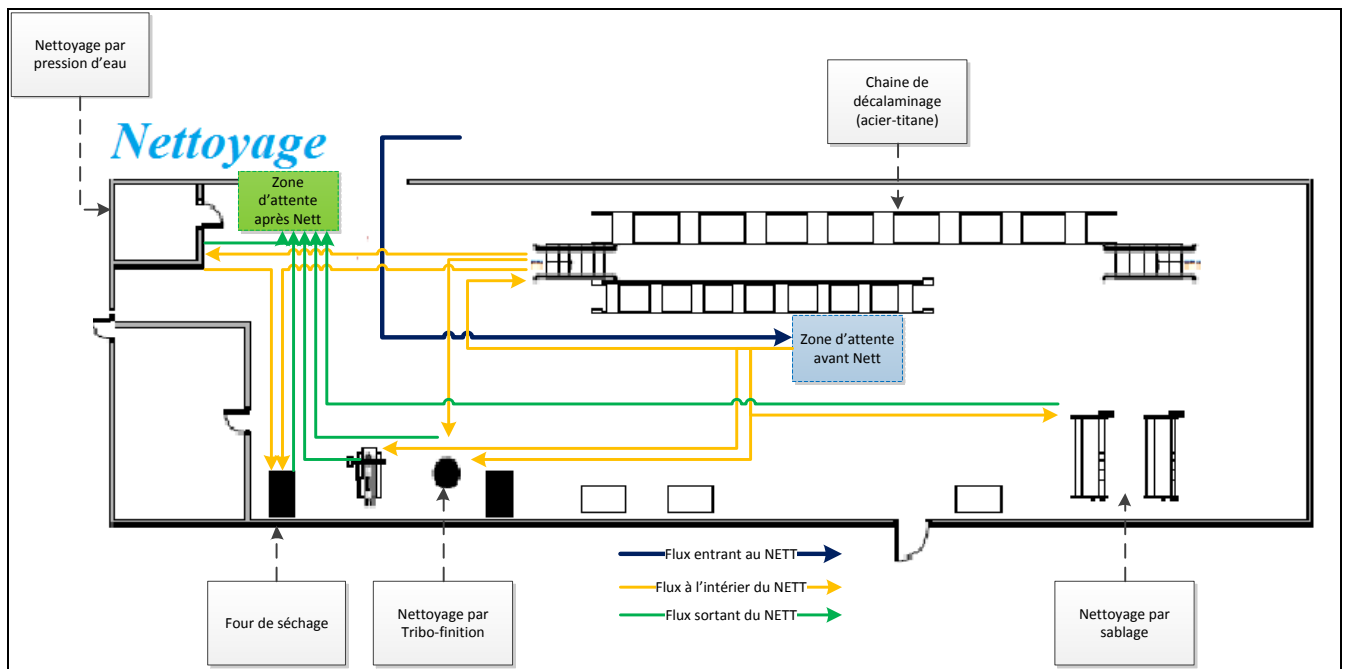 Nettoyage par
pression d’eau
Chaine de
décalaminage
(acier-titane)
Nettoyage
Zone
d'attente
après Nett
Zone d’attente
avant Nett
Flux entrant au NETT
Flux à l’intérier du NETT
Flux sortant du NETT
Four de séchage
Nettoyage par
Tribo-finition
Nettoyage par
sablage